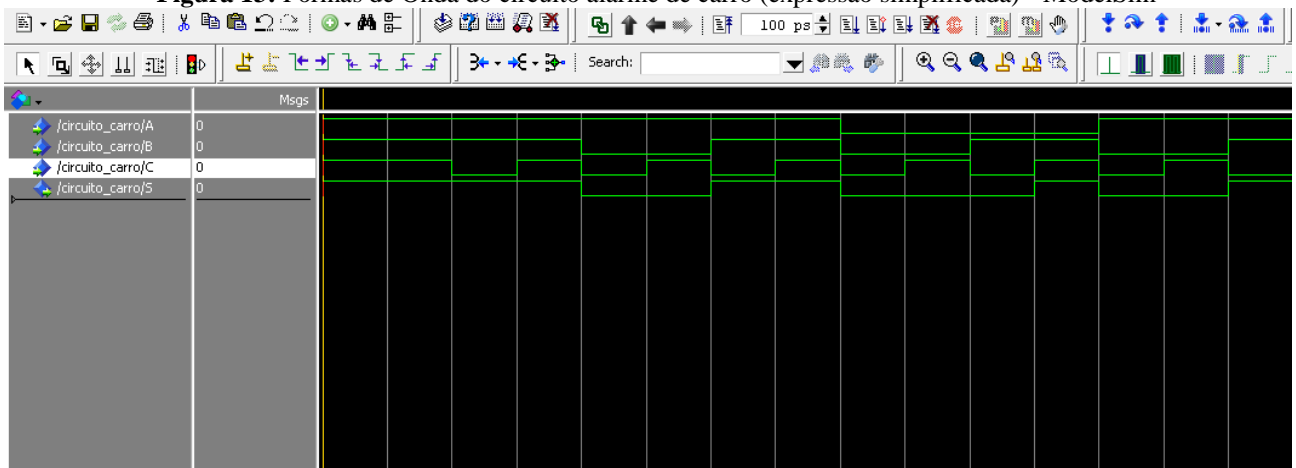 Figura 15: Formas de Onda do circuito alarme de carro (expressão simplificada) - ModelSim
100 ps
Search:
Msgs
/circuito_carro/A 0
/circuito_carro/B 0
/circuito_carro/C 0
/circuito_carro/S 0